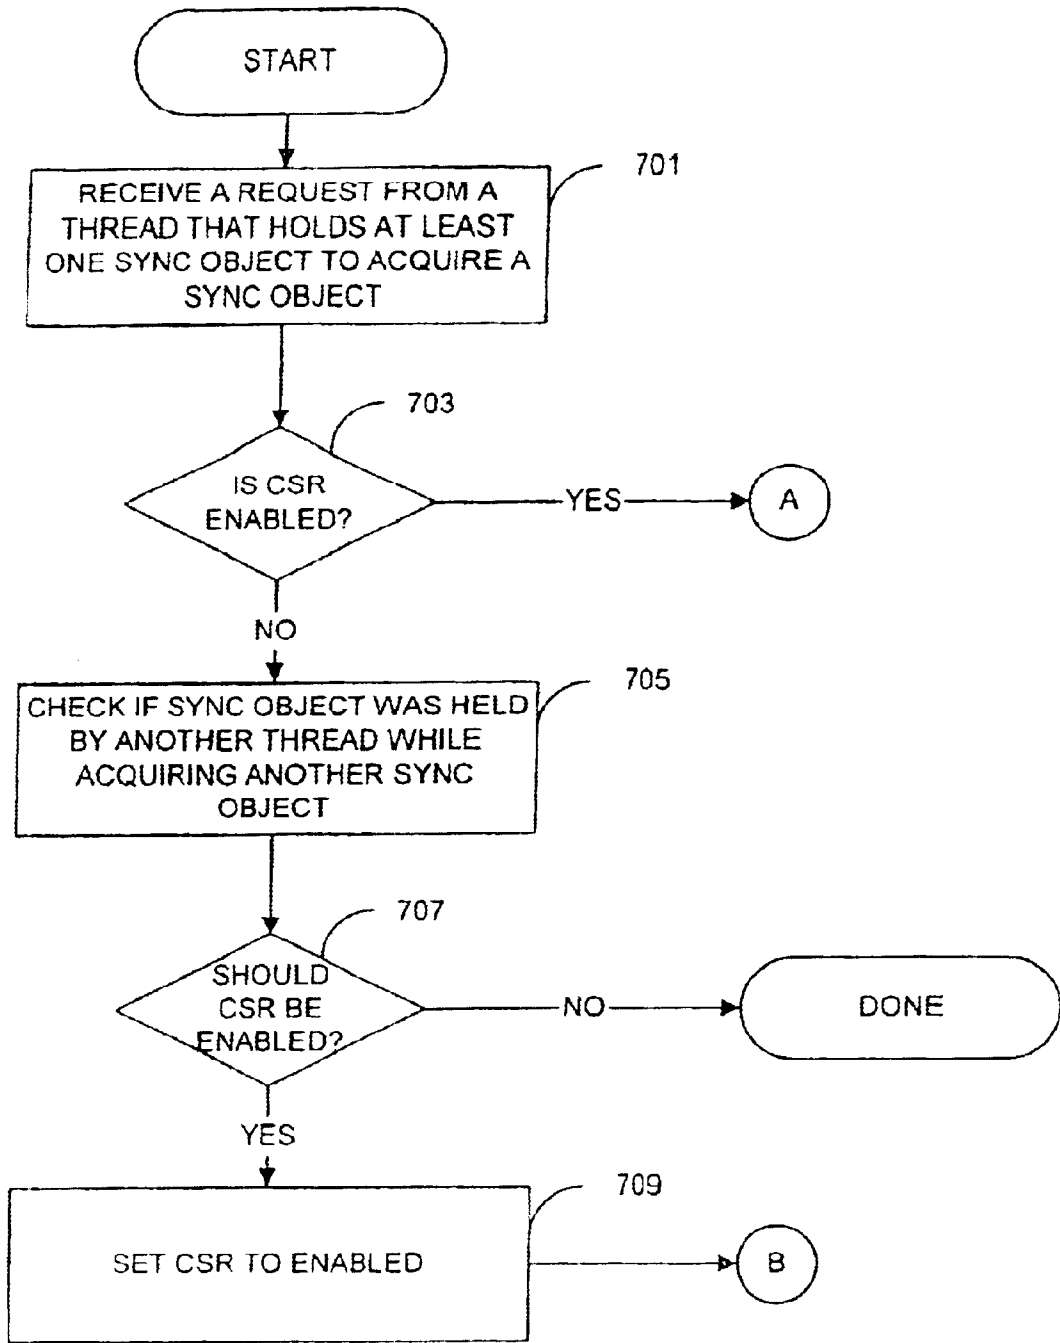 START
701
RECEIVE A REQUEST FROM A
THREAD THAT HOLDS AT LEAST
ONE SYNC OBJECT TO ACQUIRE A
SYNC OBJECT
703
IS CSR
ENABLED?
YES
A
NO
705
CHECK IF SYNC OBJECT WAS HELD
BY ANOTHER THREAD WHILE
ACQUIRING ANOTHER SYNC
OBJECT
707
SHOULD
CSR BE
ENABLED?
NO
DONE
YES
709
SET CSR TO ENABLED
B